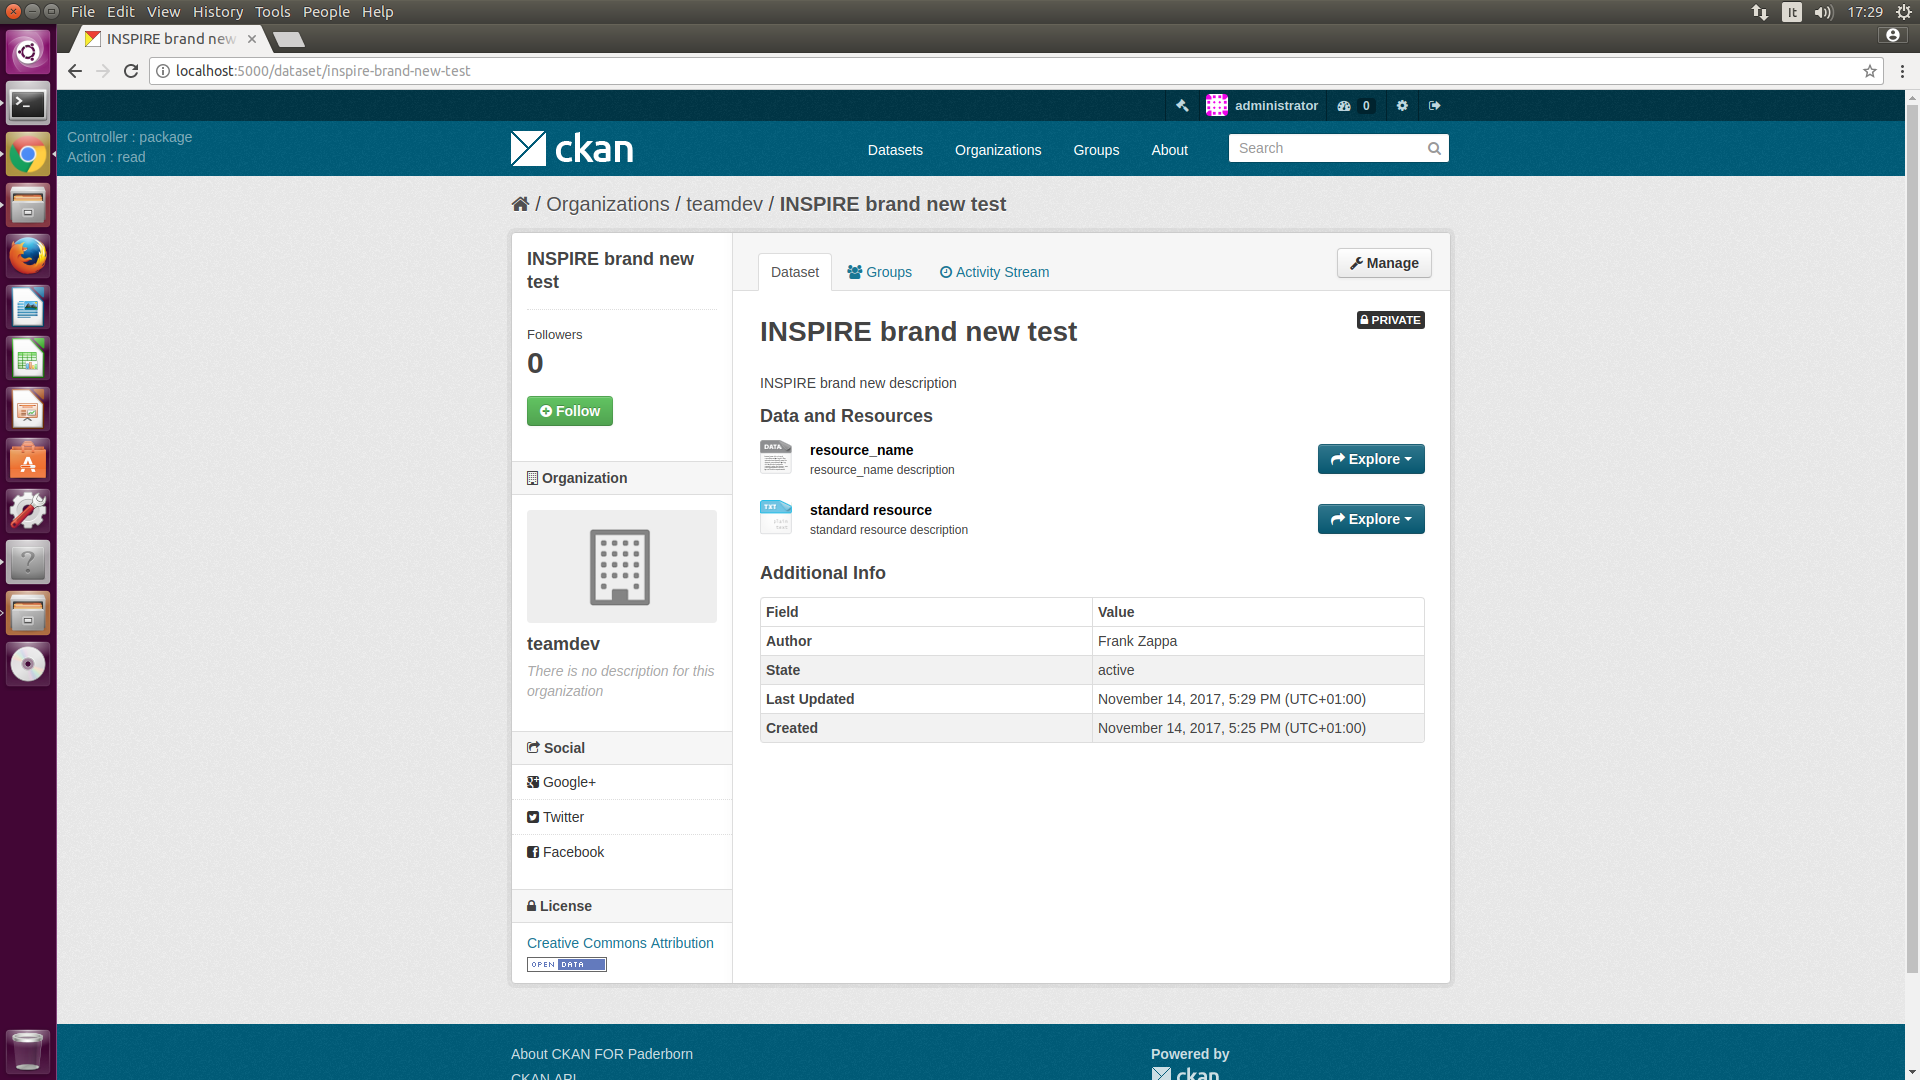 File Edit View History Tools People Help
It
17:29
INSPIRE brand new
localhost:5000/dataset/inspire-brand-new-test
administrator
0
Controller : package
Action : read
ckan
Datasets
Organizations
Groups
About
Search
/ Organizations / teamdev / INSPIRE brand new test
INSPIRE brand new
test
Followers
0
Follow
Organization
teamdev
There is no description for this
organization
Social
Google+
Twitter
Facebook
License
Creative Commons Attribution
OPEN DATA
Dataset
Groups
Activity Stream
Manage
PRIVATE
INSPIRE brand new test
INSPIRE brand new description
Data and Resources
DATA
resource_name
resource_name description
Explore
TXT
plain
text
standard resource
standard resource description
Explore
Additional Info
Field Value
Author Frank Zappa
State active
Last Updated November 14, 2017, 5:29 PM (UTC+01:00)
Created November 14, 2017, 5:25 PM (UTC+01:00)
About CKAN FOR Paderborn
CKAN API
Powered by
ckan